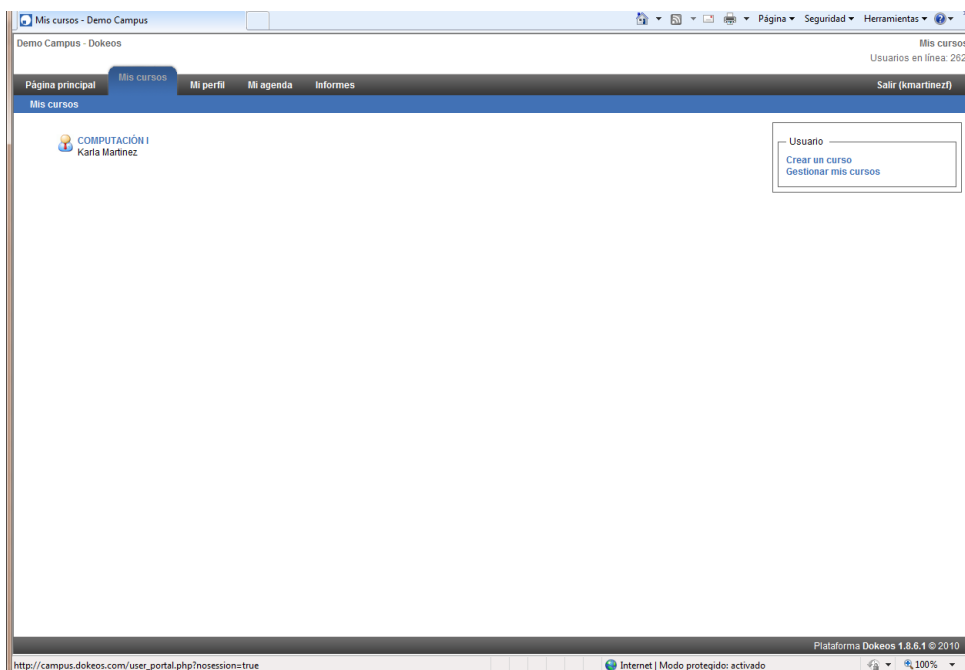 Mis cursos - Demo Campus
Página Seguridad Herramientas
Demo Campus - Dokeos
Mis cursos
Usuarios en línea: 262
Página principal Mis cursos Mi perfil Mi agenda Informes Salir (kmartinezf)
Mis cursos
COMPUTACIÓN I
Karla Martinez
Usuario
Crear un curso
Gestionar mis cursos
Plataforma Dokeos 1.8.6.1 © 2010
http://campus.dokeos.com/user_portal.php?nosession=true Internet | Modo protegido: activado 100%